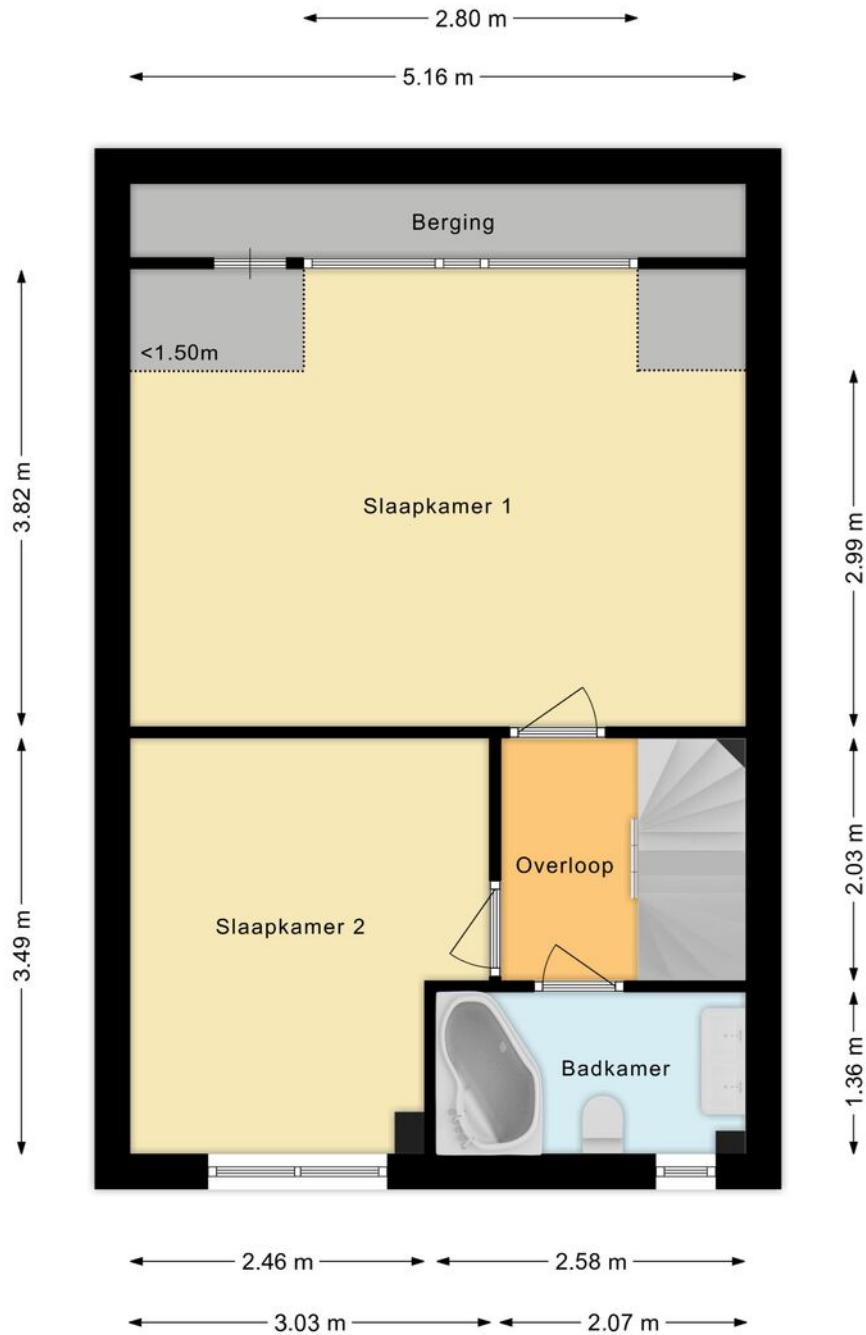 2.80 m
5.16 m
Berging
<1.50m
3.82 m
Slaapkamer 1
2.99 m
Overloop
2.03 m
Slaapkamer 2
3.49 m
Badkamer
1.36 m
2.46 m
2.58 m
3.03 m
2.07 m